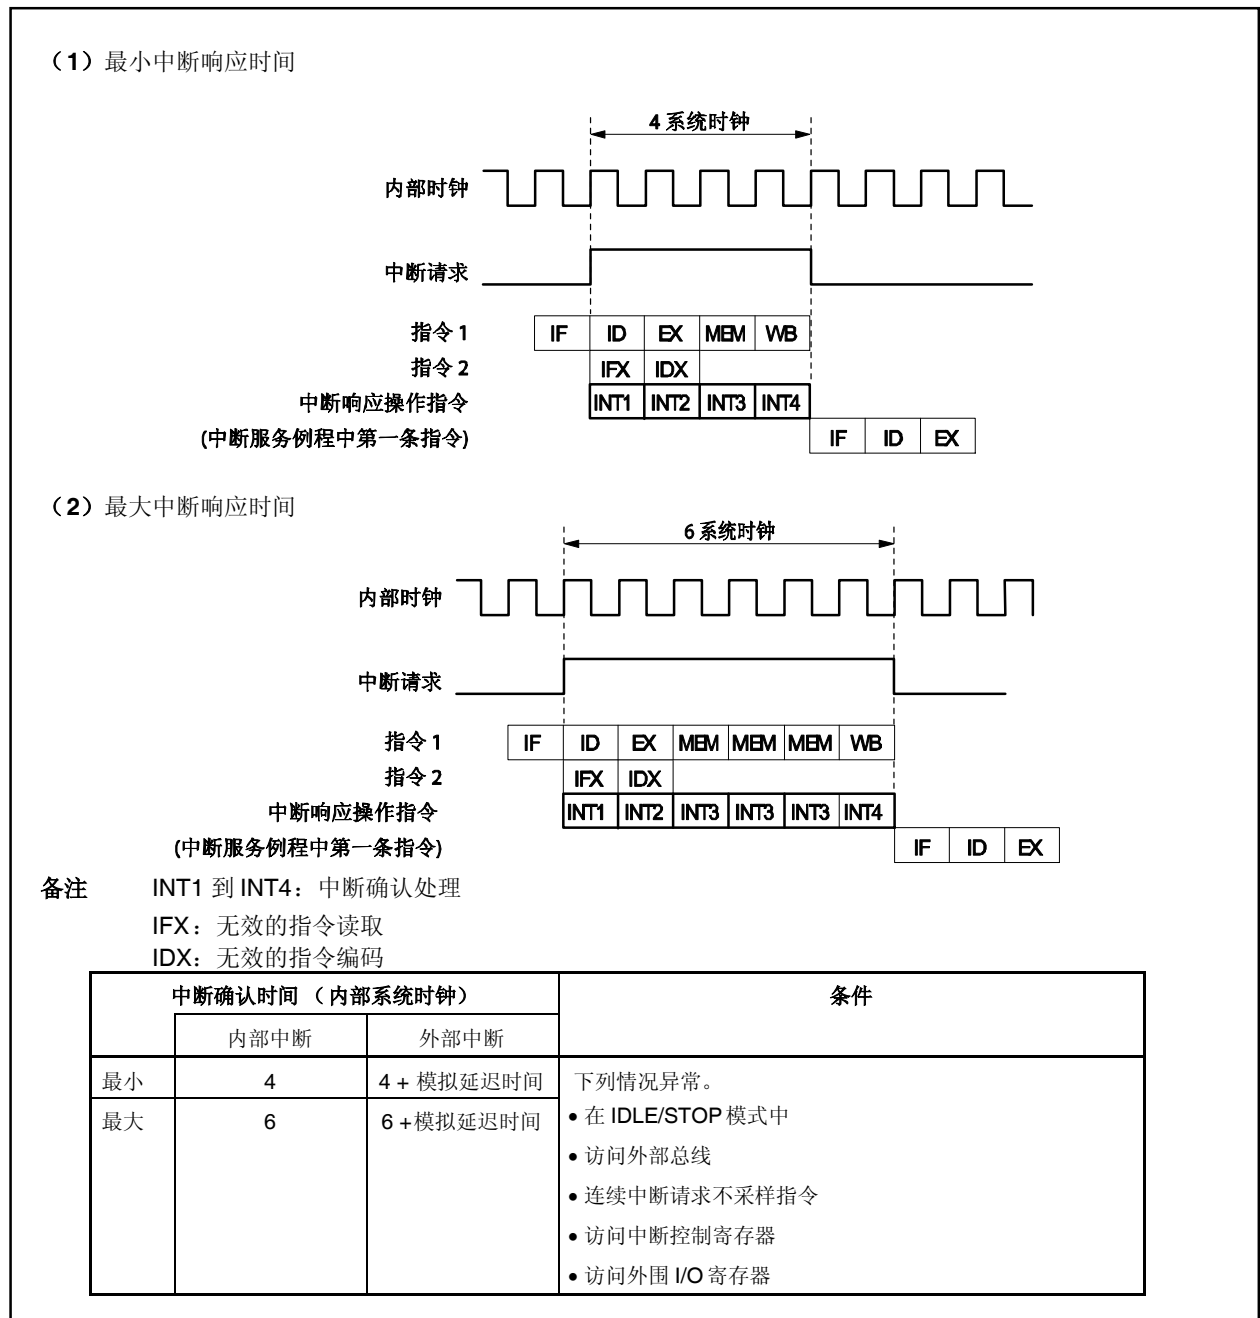 （1）最小中断响应时间
4 系统时钟
内部时钟
中断请求
指令 1 IF ID EX MEM WB
指令 2 IFX IDX
中断响应操作指令 INT1 INT2 INT3 INT4
(中断服务例程中第一条指令) IF ID EX
（2）最大中断响应时间
6 系统时钟
内部时钟
中断请求
指令 1 IF ID EX MEM MEM MEM WB
指令 2 IFX IDX
中断响应操作指令 INT1 INT2 INT3 INT3 INT3 INT4
(中断服务例程中第一条指令) IF ID EX
备注 INT1 到 INT4：中断确认处理
IFX：无效的指令读取
IDX：无效的指令编码
中断确认时间 （内部系统时钟） 条件
内部中断 外部中断
最小 4 4 + 模拟延迟时间 下列情况异常。
最大 6 6 +模拟延迟时间 • 在 IDLE/STOP 模式中
• 访问外部总线
• 连续中断请求不采样指令
• 访问中断控制寄存器
• 访问外围 I/O 寄存器